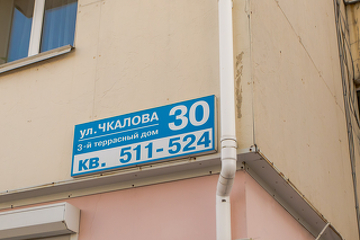 ул. ЧКАЛОВА 30
3-й террасный дом
кв. 511-524